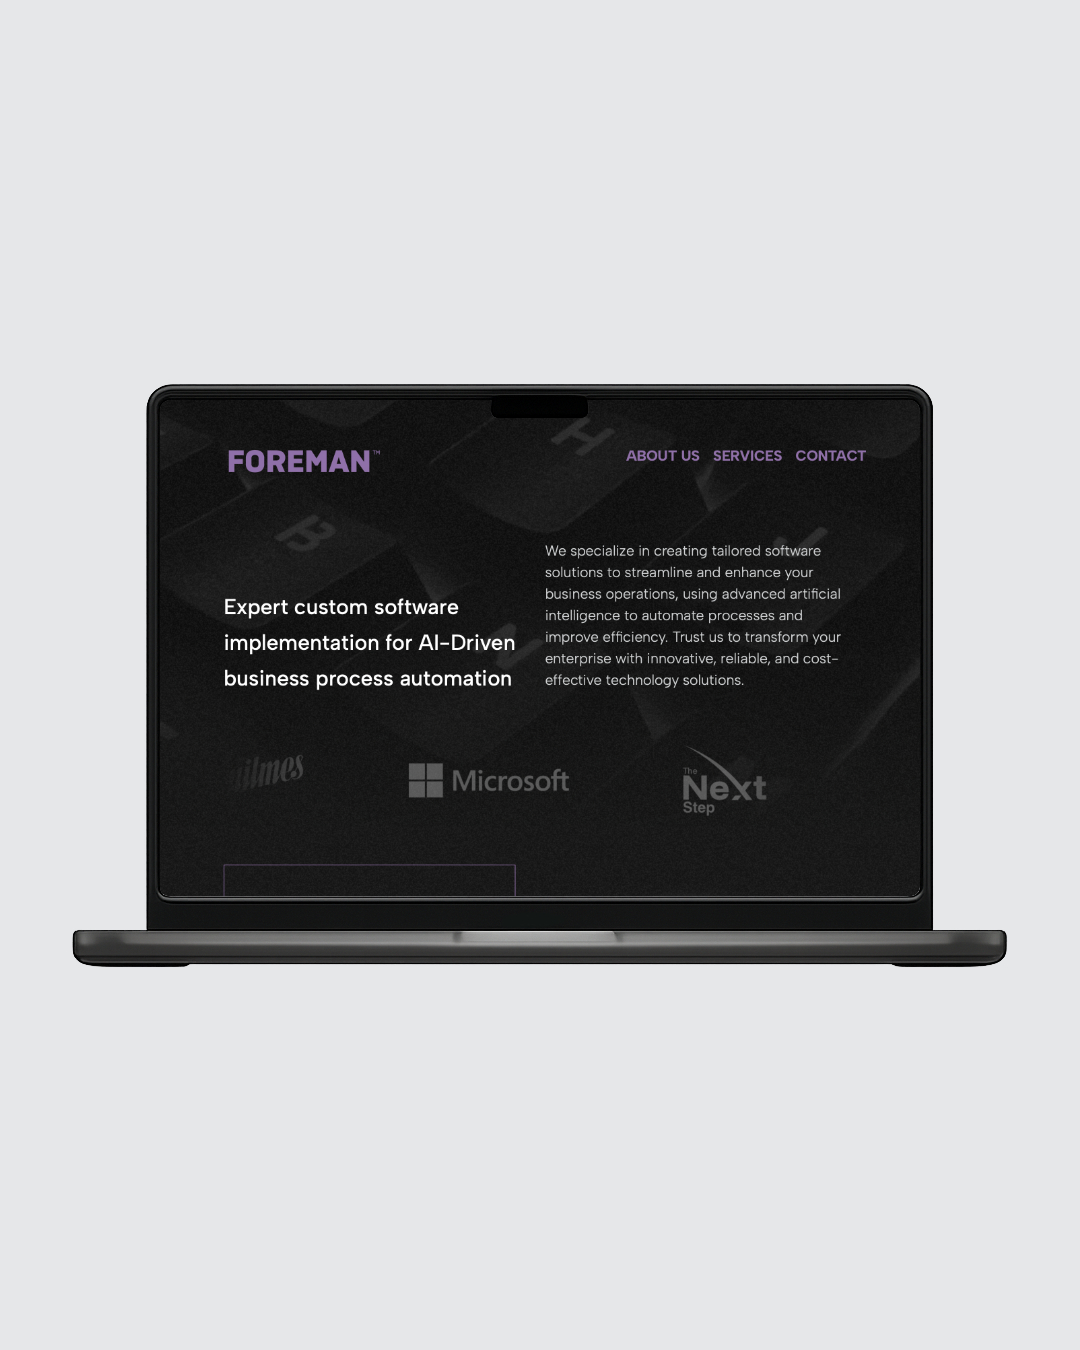 FOREMAN™
ABOUT US SERVICES CONTACT
Expert custom software
implementation for AI-Driven
business process automation
We specialize in creating tailored software
solutions to streamline and enhance your
business operations, using advanced artificial
intelligence to automate processes and
improve efficiency. Trust us to transform your
enterprise with innovative, reliable, and cost-
effective technology solutions.
Microsoft
The
Next
Step
H
B
N